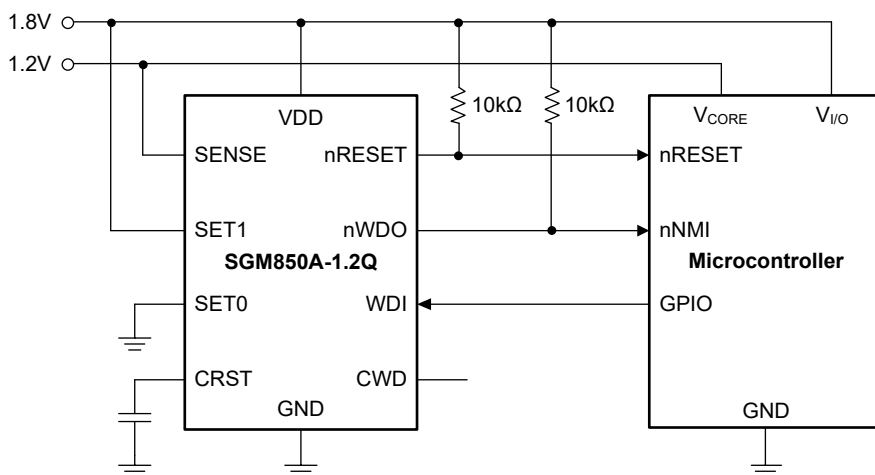 1.8V
1.2V
10kΩ 10kΩ
VDD VCORE VI/O
SENSE nRESET nRESET
SET1 nWDO nNMI
SGM850A-1.2Q Microcontroller
SET0 WDI GPIO
CRST CWD
GND GND